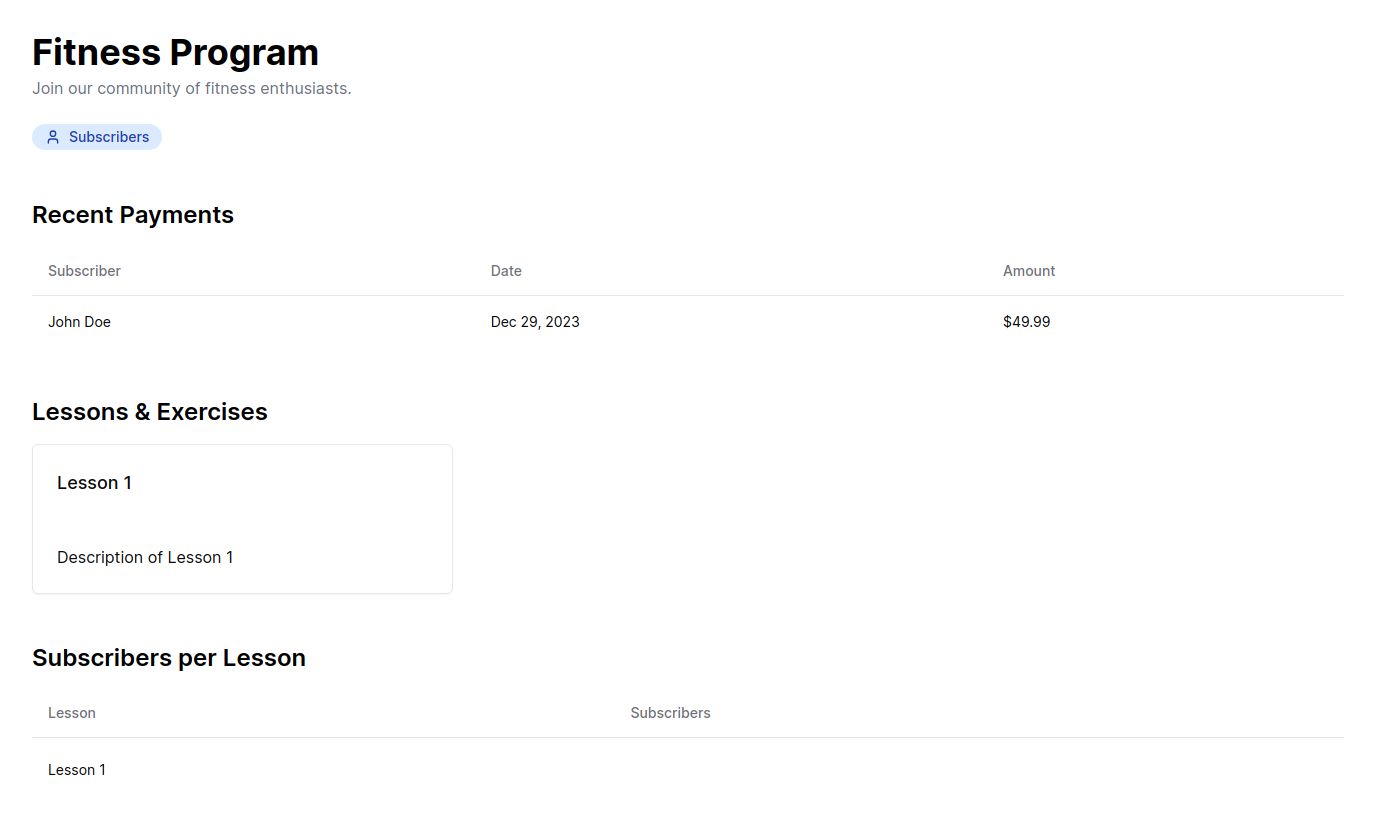 Fitness Program
Join our community of fitness enthusiasts.
Subscribers
Recent Payments
Subscriber Date Amount
John Doe Dec 29, 2023 $49.99
Lessons & Exercises
Lesson 1
Description of Lesson 1
Subscribers per Lesson
Lesson Subscribers
Lesson 1